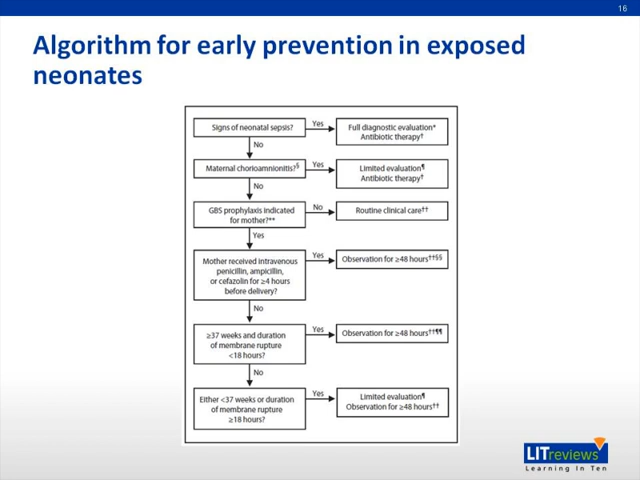 16
Algorithm for early prevention in exposed
neonates
Signs of neonatal sepsis?
Yes
Full diagnostic evaluation*
Antibiotic therapy†
No
Maternal chorioamnionitis?§
Yes
Limited evaluation¶
Antibiotic therapy†
No
GBS prophylaxis indicated
for mother?**
No
Routine clinical care††
Yes
Mother received intravenous
penicillin, ampicillin,
or cefazolin for ≥4 hours
before delivery?
Yes
Observation for ≥48 hours††§§
No
≥37 weeks and duration
of membrane rupture
<18 hours?
Yes
Observation for ≥48 hours††¶¶
No
Either <37 weeks or duration
of membrane rupture
≥18 hours?
Yes
Limited evaluation¶
Observation for ≥48 hours††
LITreviews
Learning In Ten